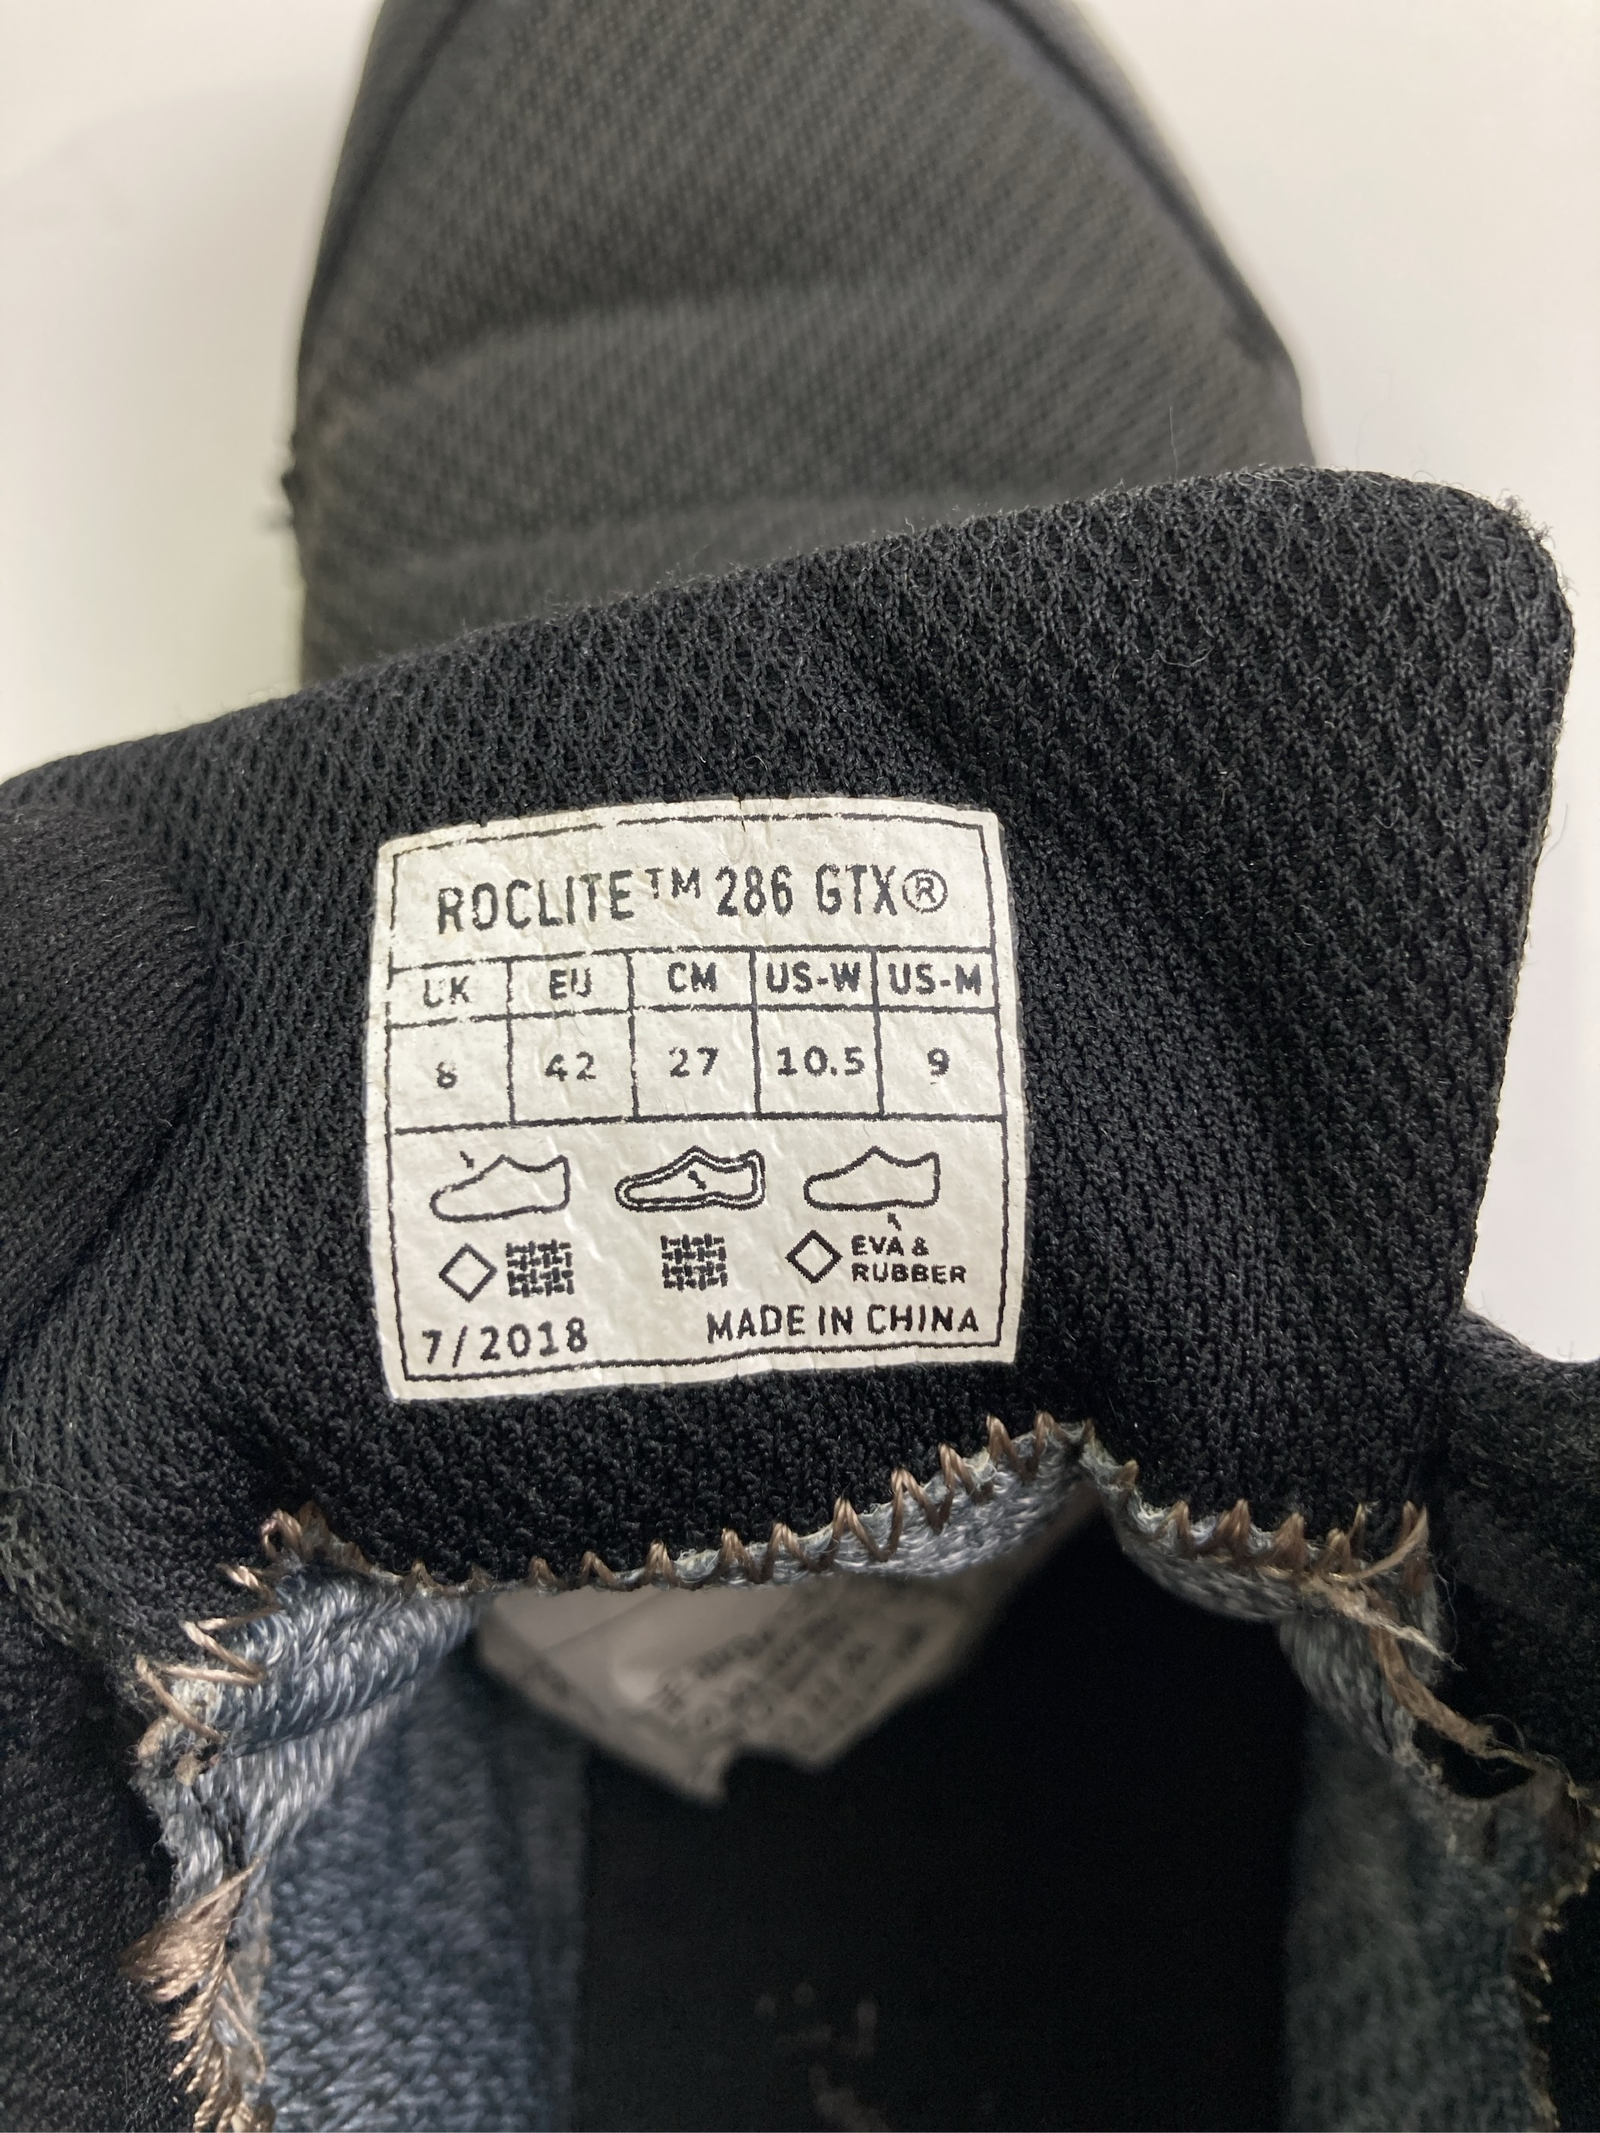 ROCLITE™ 286 GTX®
UK EU CM US-W US-M
8 42 27 10.5 9
EVA &
RUBBER
7/2018 MADE IN CHINA